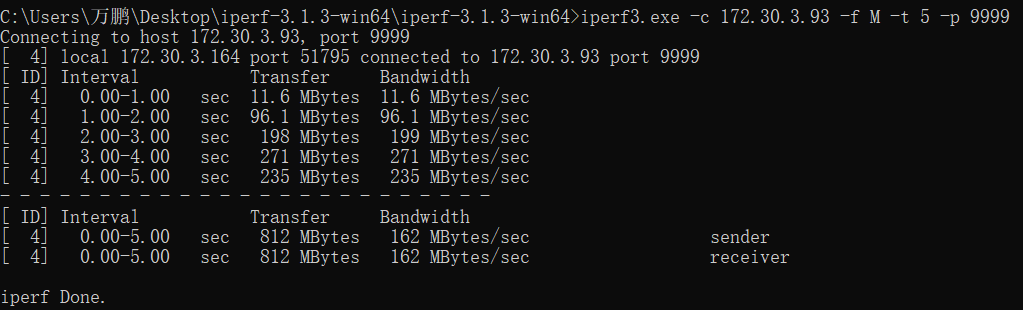 C:\Users\万鹏\Desktop\iperf-3.1.3-win64\iperf-3.1.3-win64>iperf3.exe -c 172.30.3.93 -f M -t 5 -p 9999
Connecting to host 172.30.3.93, port 9999
[  4] local 172.30.3.164 port 51795 connected to 172.30.3.93 port 9999
[ ID] Interval           Transfer     Bandwidth
[  4]   0.00-1.00   sec  11.6 MBytes  11.6 MBytes/sec
[  4]   1.00-2.00   sec  96.1 MBytes  96.1 MBytes/sec
[  4]   2.00-3.00   sec   198 MBytes   199 MBytes/sec
[  4]   3.00-4.00   sec   271 MBytes   271 MBytes/sec
[  4]   4.00-5.00   sec   235 MBytes   235 MBytes/sec
- - - - - - - - - - - - - - - - - - - - - - - - -
[ ID] Interval           Transfer     Bandwidth
[  4]   0.00-5.00   sec   812 MBytes   162 MBytes/sec                  sender
[  4]   0.00-5.00   sec   812 MBytes   162 MBytes/sec                  receiver
iperf Done.